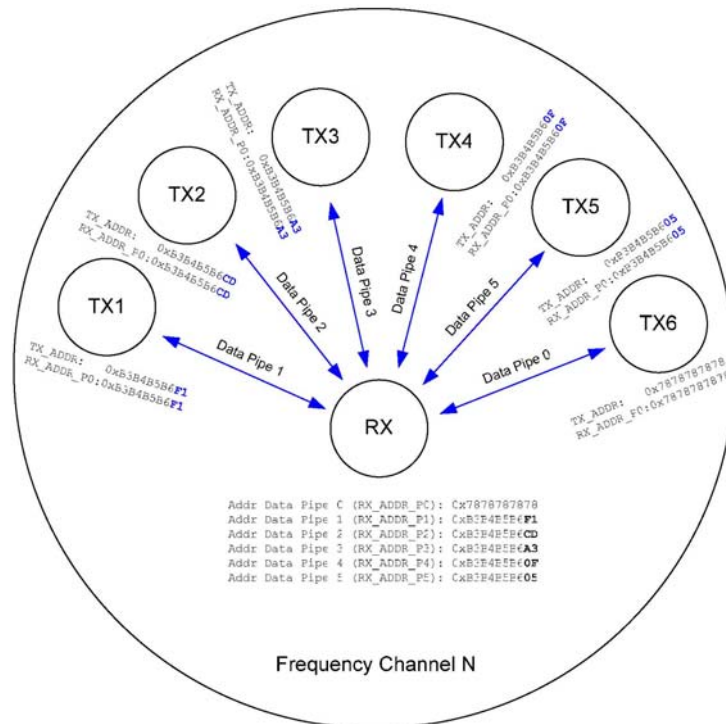 TX3
TX4
TX_ADDR: 0xB3B4B5B6A3
RX_ADDR_P0:0xB3B4B5B6A3
TX_ADDR: 0xB3B4B5B60F
RX_ADDR_P0:0xB3B4B5B60F
TX2
TX5
TX_ADDR: 0xB3B4B5B6CD
RX_ADDR_P0:0xB3B4B5B6CD
TX_ADDR: 0xB3B4B5B605
RX_ADDR_P0:0xB3B4B5B605
TX1
TX6
Data Pipe 1
Data Pipe 2
Data Pipe 3
Data Pipe 4
Data Pipe 5
Data Pipe 0
TX_ADDR: 0xB3B4B5B6F1
RX_ADDR_P0:0xB3B4B5B6F1
TX_ADDR: 0x7878787878
RX_ADDR_P0:0x7878787878
RX
Addr Data Pipe 0 (RX_ADDR_P0): 0x7878787878
Addr Data Pipe 1 (RX_ADDR_P1): 0xB3B4B5B6F1
Addr Data Pipe 2 (RX_ADDR_P2): 0xB3B4B5B6CD
Addr Data Pipe 3 (RX_ADDR_P3): 0xB3B4B5B6A3
Addr Data Pipe 4 (RX_ADDR_P4): 0xB3B4B5B60F
Addr Data Pipe 5 (RX_ADDR_P5): 0xB3B4B5B605
Frequency Channel N